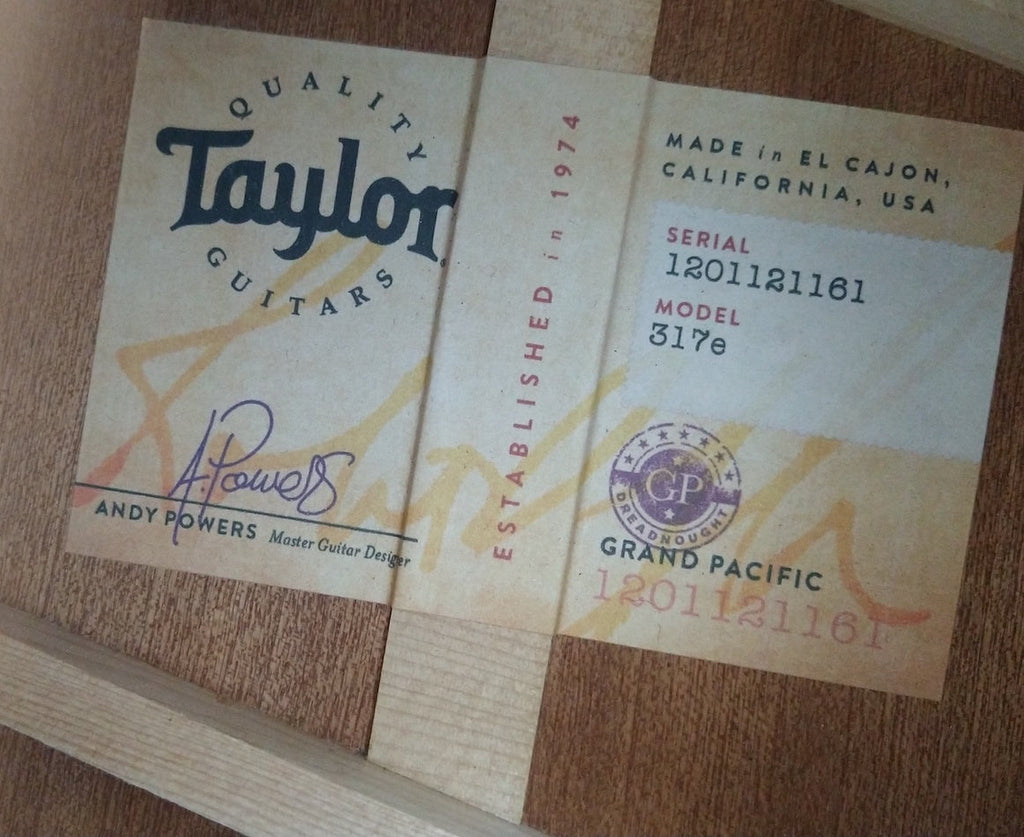 QUALITY
Taylor
GUITARS
A. Powers
ANDY POWERS Master Guitar Desiger
ESTABLISHED in 1974
MADE in EL CAJON,
CALIFORNIA, USA
SERIAL
1201121161
MODEL
317e
GP
DREADNOUGHT
GRAND PACIFIC
1201121161